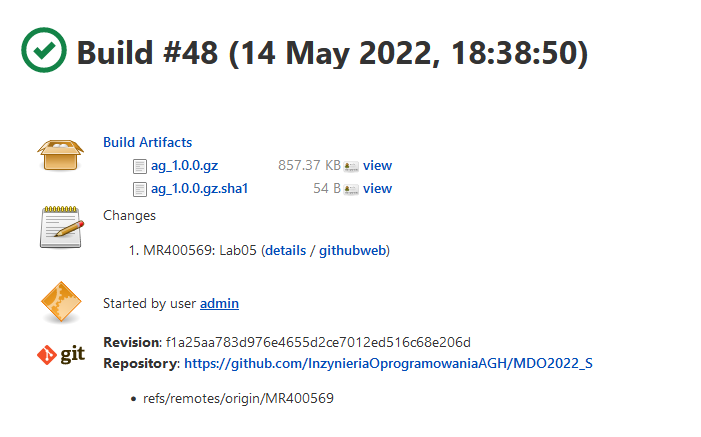 Build #48 (14 May 2022, 18:38:50)
Build Artifacts
ag_1.0.0.gz 857.37 KB view
ag_1.0.0.gz.sha1 54 B view
Changes
1. MR400569: Lab05 (details / githubweb)
Started by user admin
git
Revision: f1a25aa783d976e4655d2ce7012ed516c68e206d
Repository: https://github.com/InzynieriaOprogramowaniaAGH/MDO2022_S
• refs/remotes/origin/MR400569